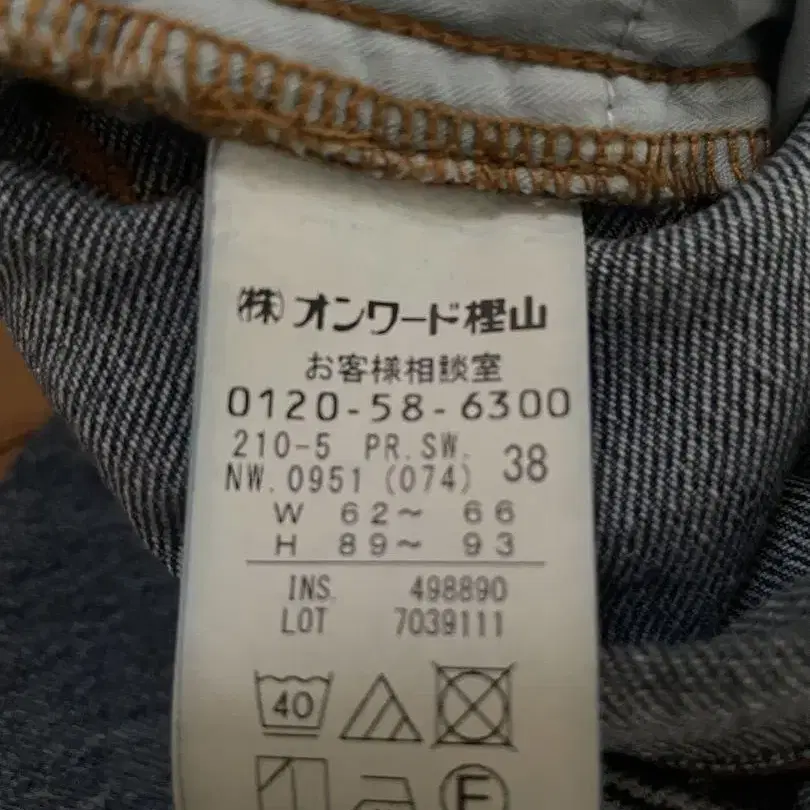 (株)オンワード樫山
お客様相談室
0120-58-6300
210-5 PR.SW. 38
NW.0951(074)
W 62～ 66
H 89～ 93
INS. 498890
LOT 7039111
40
F